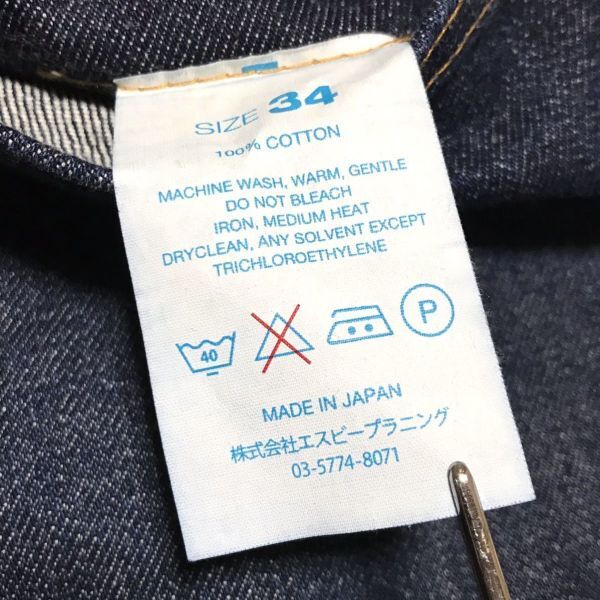 SIZE 34
100% COTTON
MACHINE WASH, WARM, GENTLE
DO NOT BLEACH
IRON, MEDIUM HEAT
DRYCLEAN, ANY SOLVENT EXCEPT
TRICHLOROETHYLENE
40 P
MADE IN JAPAN
株式会社エスビープラニング
03-5774-8071